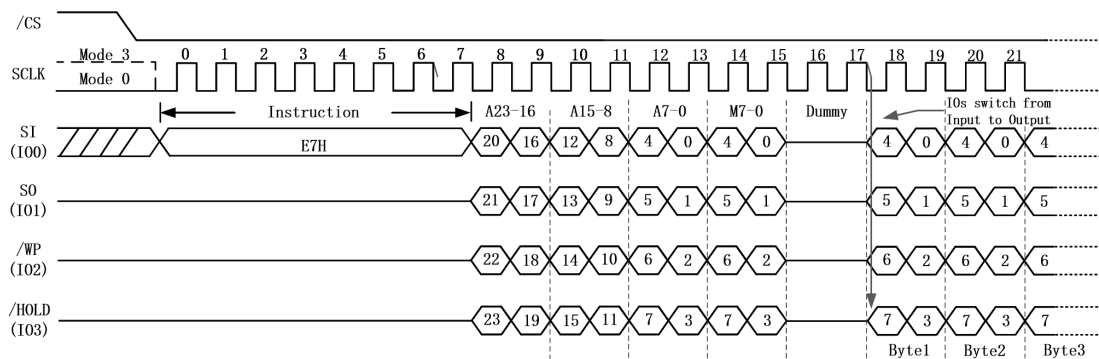 /CS
Mode 3
0 1 2 3 4 5 6 7 8 9 10 11 12 13 14 15 16 17 18 19 20 21
SCLK
Mode 0
Instruction
A23-16 A15-8 A7-0 M7-0 Dummy
IOs switch from
Input to Output
SI
(IO0)
E7H
20 16 12 8 4 0 4 0 4 0 4 0 4
SO
(IO1)
21 17 13 9 5 1 5 1 5 1 5 1 5
/WP
(IO2)
22 18 14 10 6 2 6 2 6 2 6 2 6
/HOLD
(IO3)
23 19 15 11 7 3 7 3 7 3 7 3 7
Byte1 Byte2 Byte3